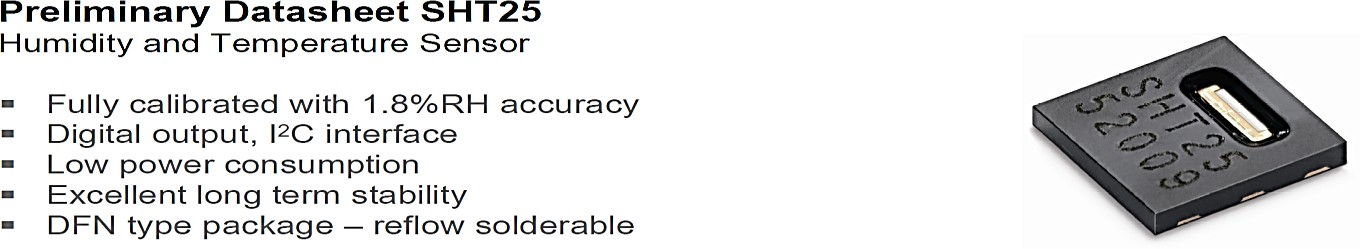 Preliminary Datasheet SHT25
Humidity and Temperature Sensor
▪ Fully calibrated with 1.8%RH accuracy
▪ Digital output, I²C interface
▪ Low power consumption
▪ Excellent long term stability
▪ DFN type package – reflow solderable
SHT25
52009